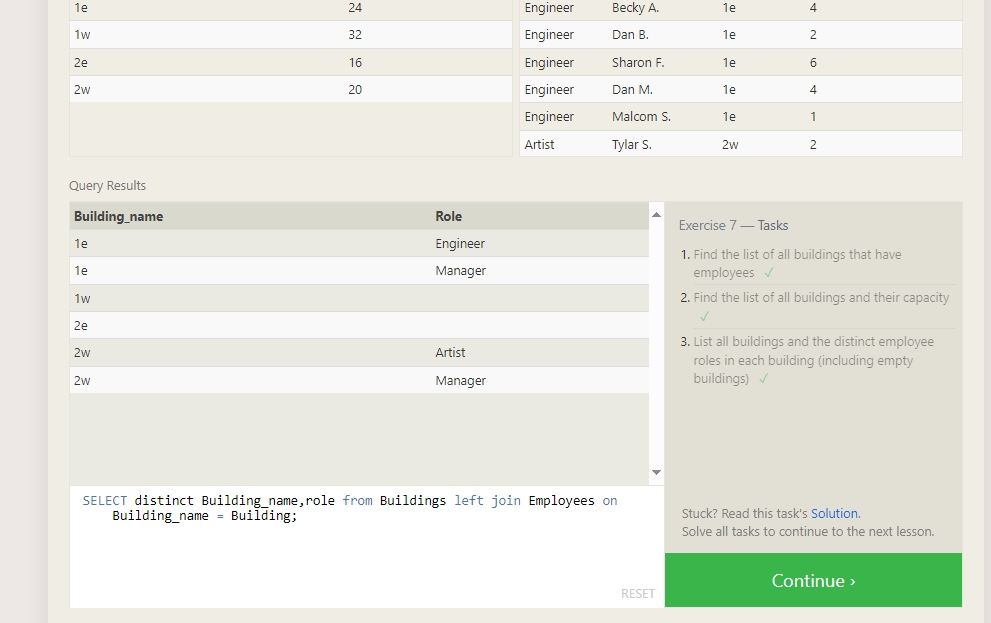 1e 24
1w 32
2e 16
2w 20
Engineer Becky A. 1e 4
Engineer Dan B. 1e 2
Engineer Sharon F. 1e 6
Engineer Dan M. 1e 4
Engineer Malcom S. 1e 1
Artist Tylar S. 2w 2
Query Results
Building_name Role
1e Engineer
1e Manager
1w
2e
2w Artist
2w Manager
SELECT distinct Building_name,role from Buildings left join Employees on
Building_name = Building;
RESET
Exercise 7 — Tasks
1. Find the list of all buildings that have
employees ✓
2. Find the list of all buildings and their capacity
✓
3. List all buildings and the distinct employee
roles in each building (including empty
buildings) ✓
Stuck? Read this task's Solution.
Solve all tasks to continue to the next lesson.
Continue ›